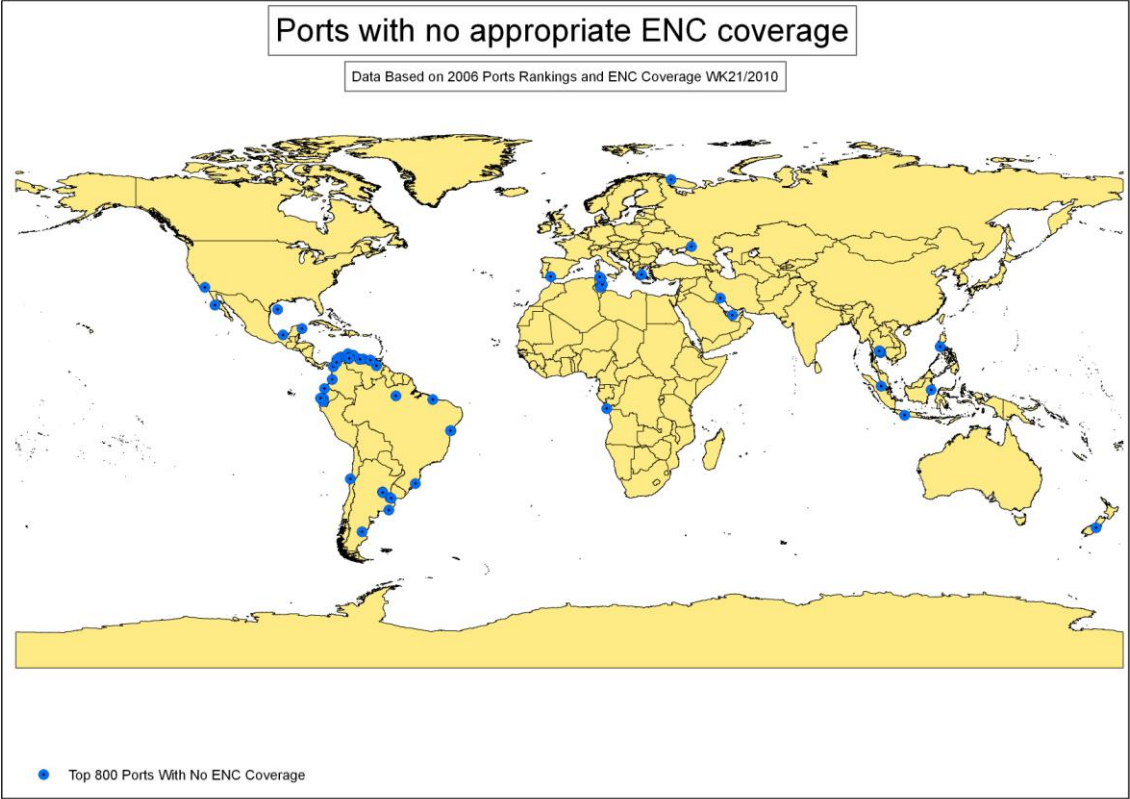 Ports with no appropriate ENC coverage
Data Based on 2006 Ports Rankings and ENC Coverage WK21/2010
Top 800 Ports With No ENC Coverage